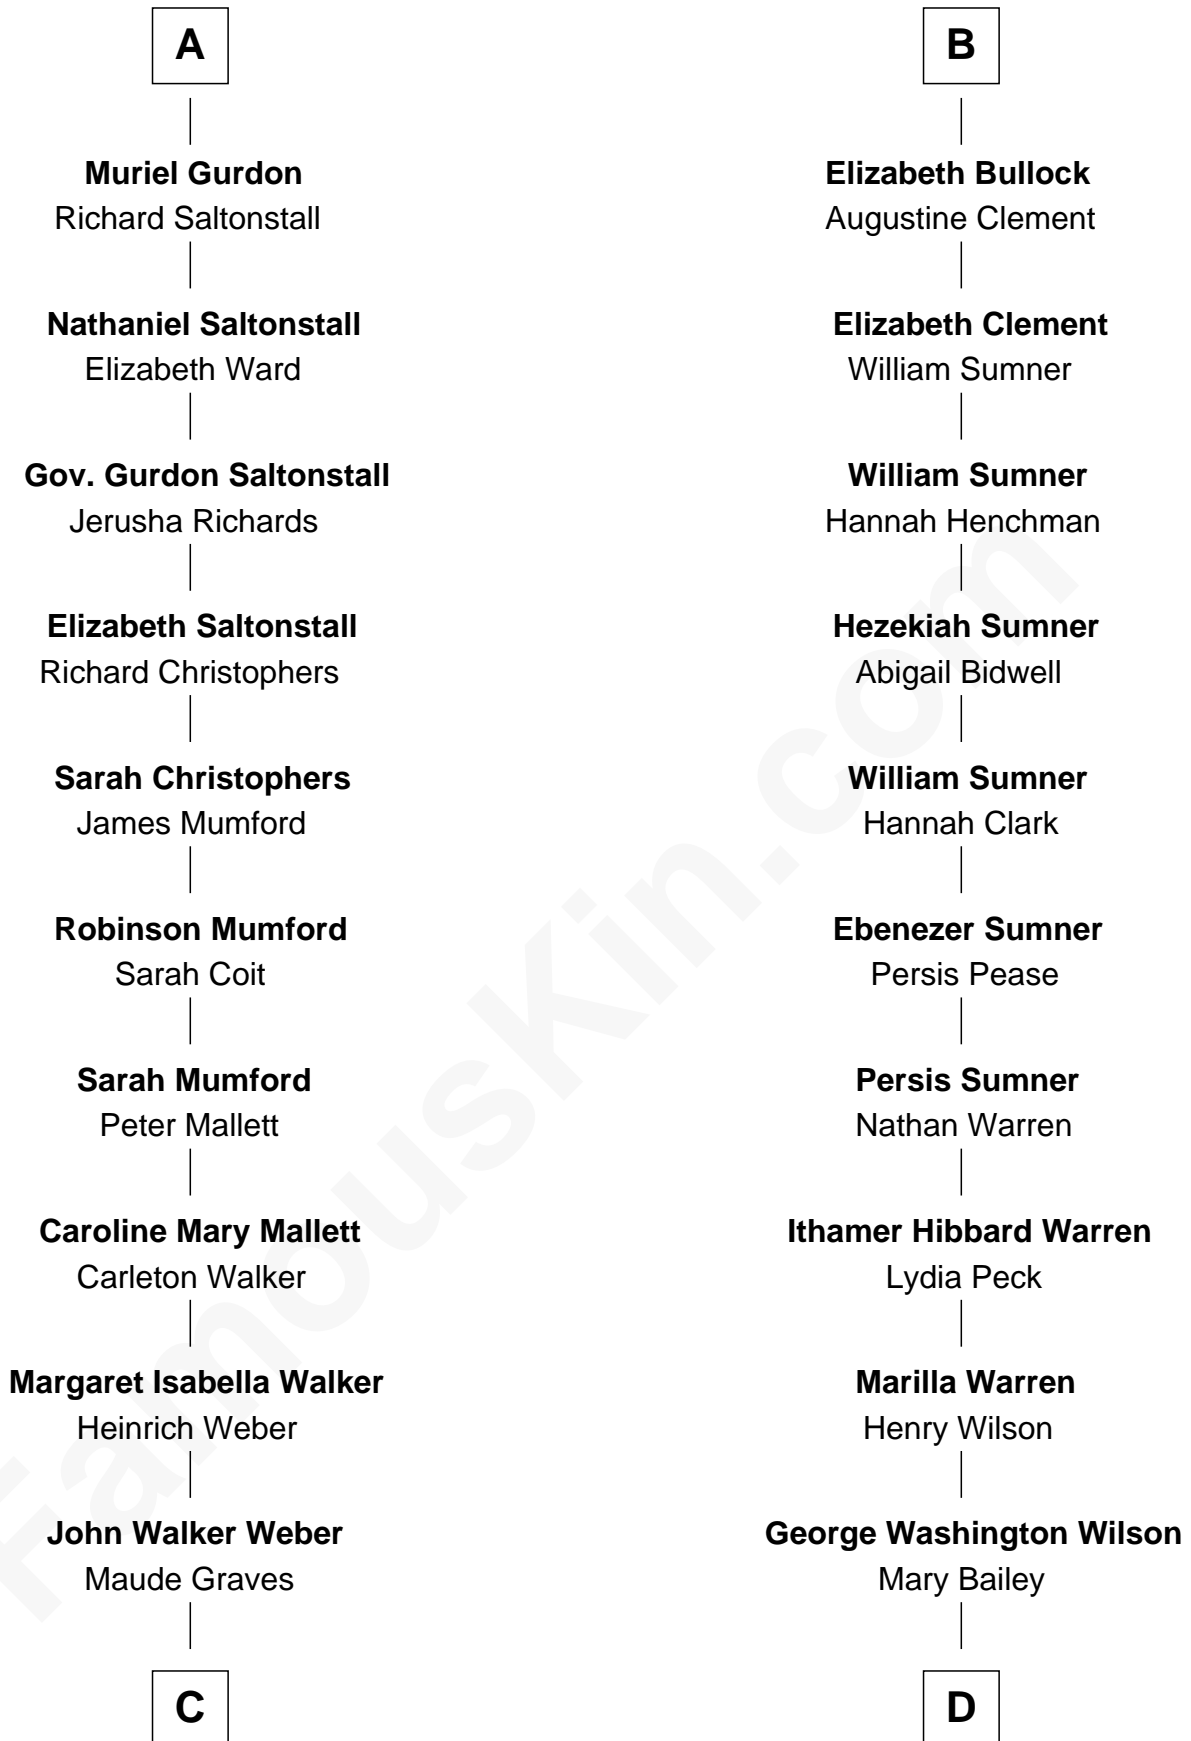 A
Muriel Gurdon
Richard Saltonstall
Nathaniel Saltonstall
Elizabeth Ward
Gov. Gurdon Saltonstall
Jerusha Richards
Elizabeth Saltonstall
Richard Christophers
Sarah Christophers
James Mumford
Robinson Mumford
Sarah Coit
Sarah Mumford
Peter Mallett
Caroline Mary Mallett
Carleton Walker
Margaret Isabella Walker
Heinrich Weber
John Walker Weber
Maude Graves
C
B
Elizabeth Bullock
Augustine Clement
Elizabeth Clement
William Sumner
William Sumner
Hannah Henchman
Hezekiah Sumner
Abigail Bidwell
William Sumner
Hannah Clark
Ebenezer Sumner
Persis Pease
Persis Sumner
Nathan Warren
Ithamer Hibbard Warren
Lydia Peck
Marilla Warren
Henry Wilson
George Washington Wilson
Mary Bailey
D
FamousKin.com